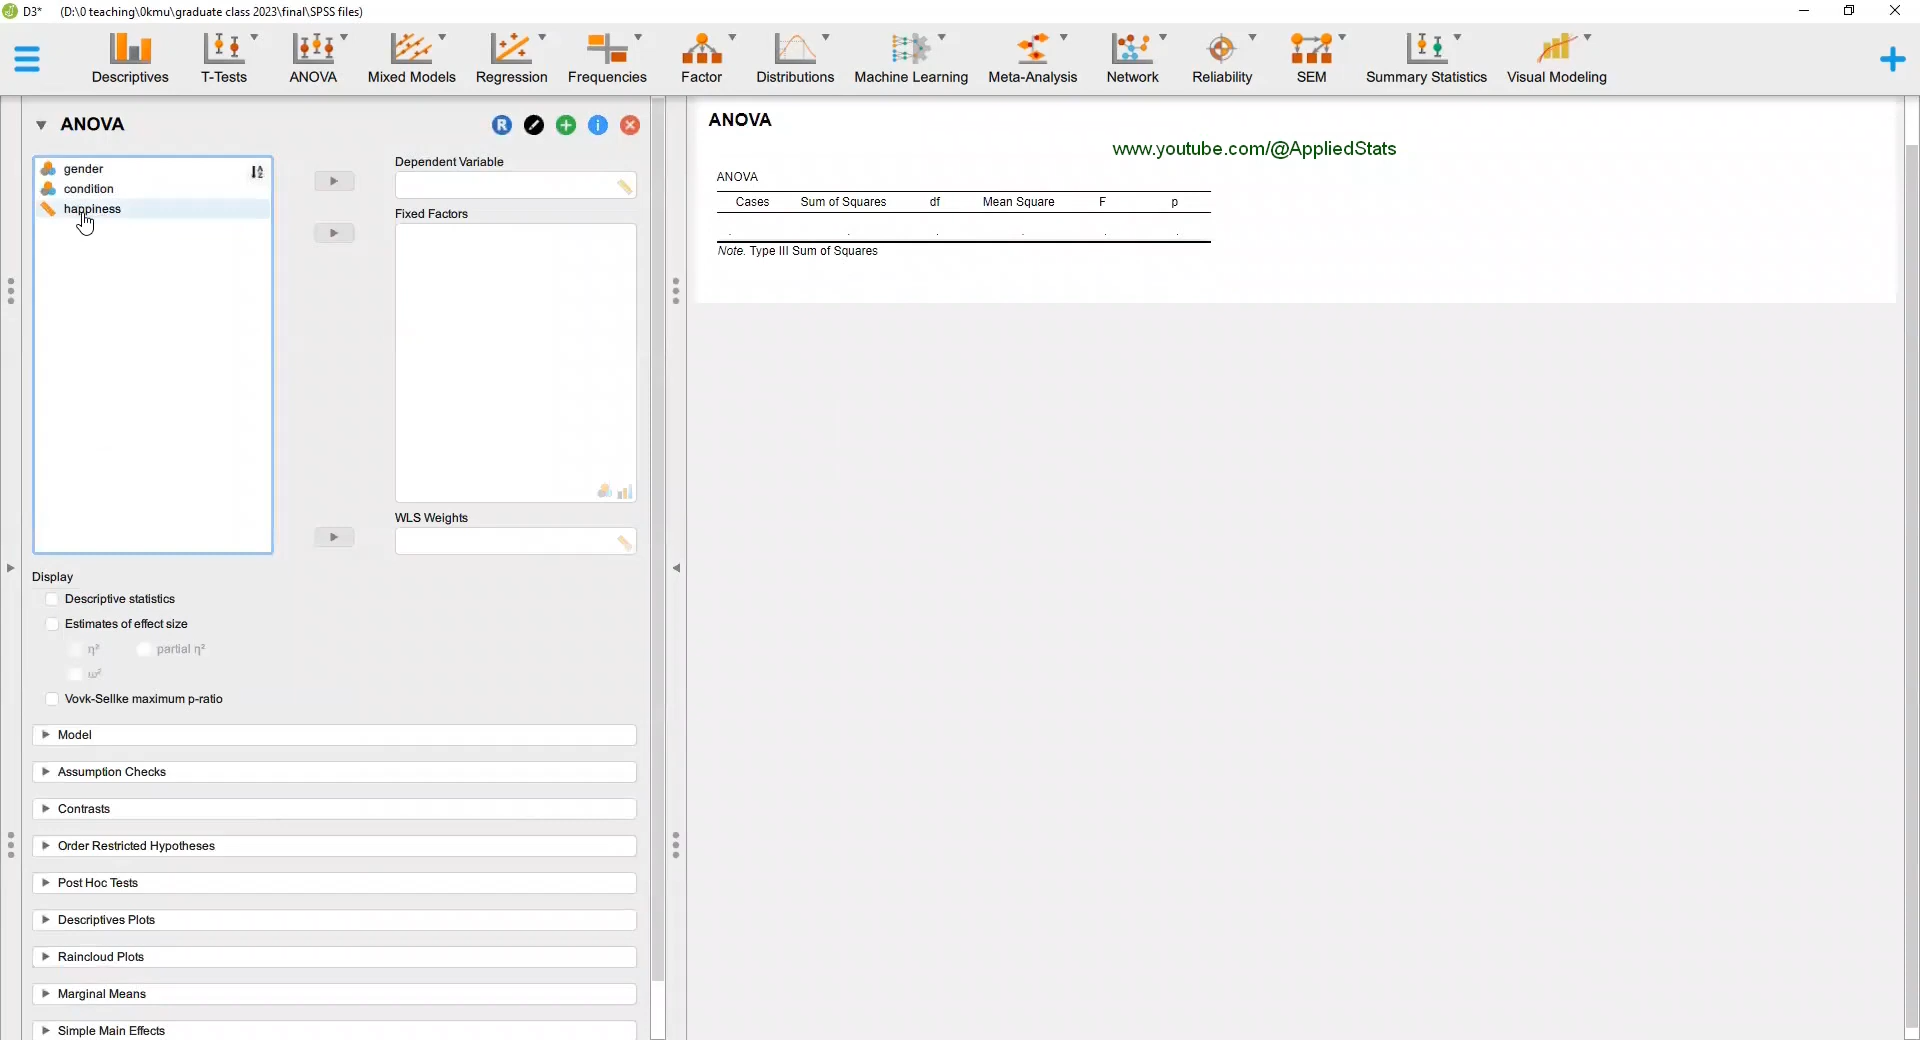 D3* (D:\0 teaching\0kmu\graduate class 2023\final\SPSS files)
Descriptives T-Tests ANOVA Mixed Models Regression Frequencies Factor Distributions Machine Learning Meta-Analysis Network Reliability SEM Summary Statistics Visual Modeling
ANOVA
R
i
gender
condition
happiness
Dependent Variable
Fixed Factors
WLS Weights
Display
Descriptive statistics
Estimates of effect size
η² partial η²
ω²
Vovk-Sellke maximum p-ratio
Model
Assumption Checks
Contrasts
Order Restricted Hypotheses
Post Hoc Tests
Descriptives Plots
Raincloud Plots
Marginal Means
Simple Main Effects
ANOVA
www.youtube.com/@AppliedStats
ANOVA
Cases Sum of Squares df Mean Square F p
. . . . . .
Note. Type III Sum of Squares